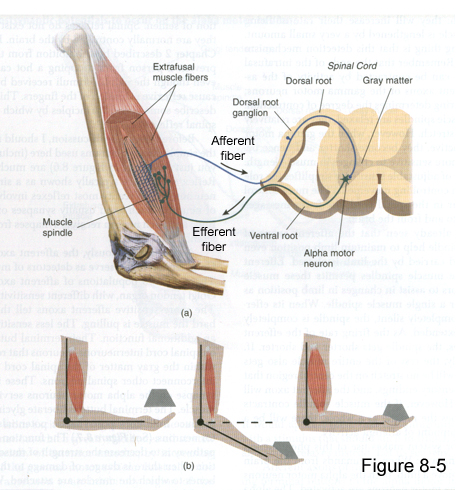 Extrafusal
muscle fibers
Spinal Cord
Dorsal root
Gray matter
Dorsal root
ganglion
Afferent
fiber
Muscle
spindle
Efferent
fiber
Ventral root
Alpha motor
neuron
(a)
(b)
Figure 8-5